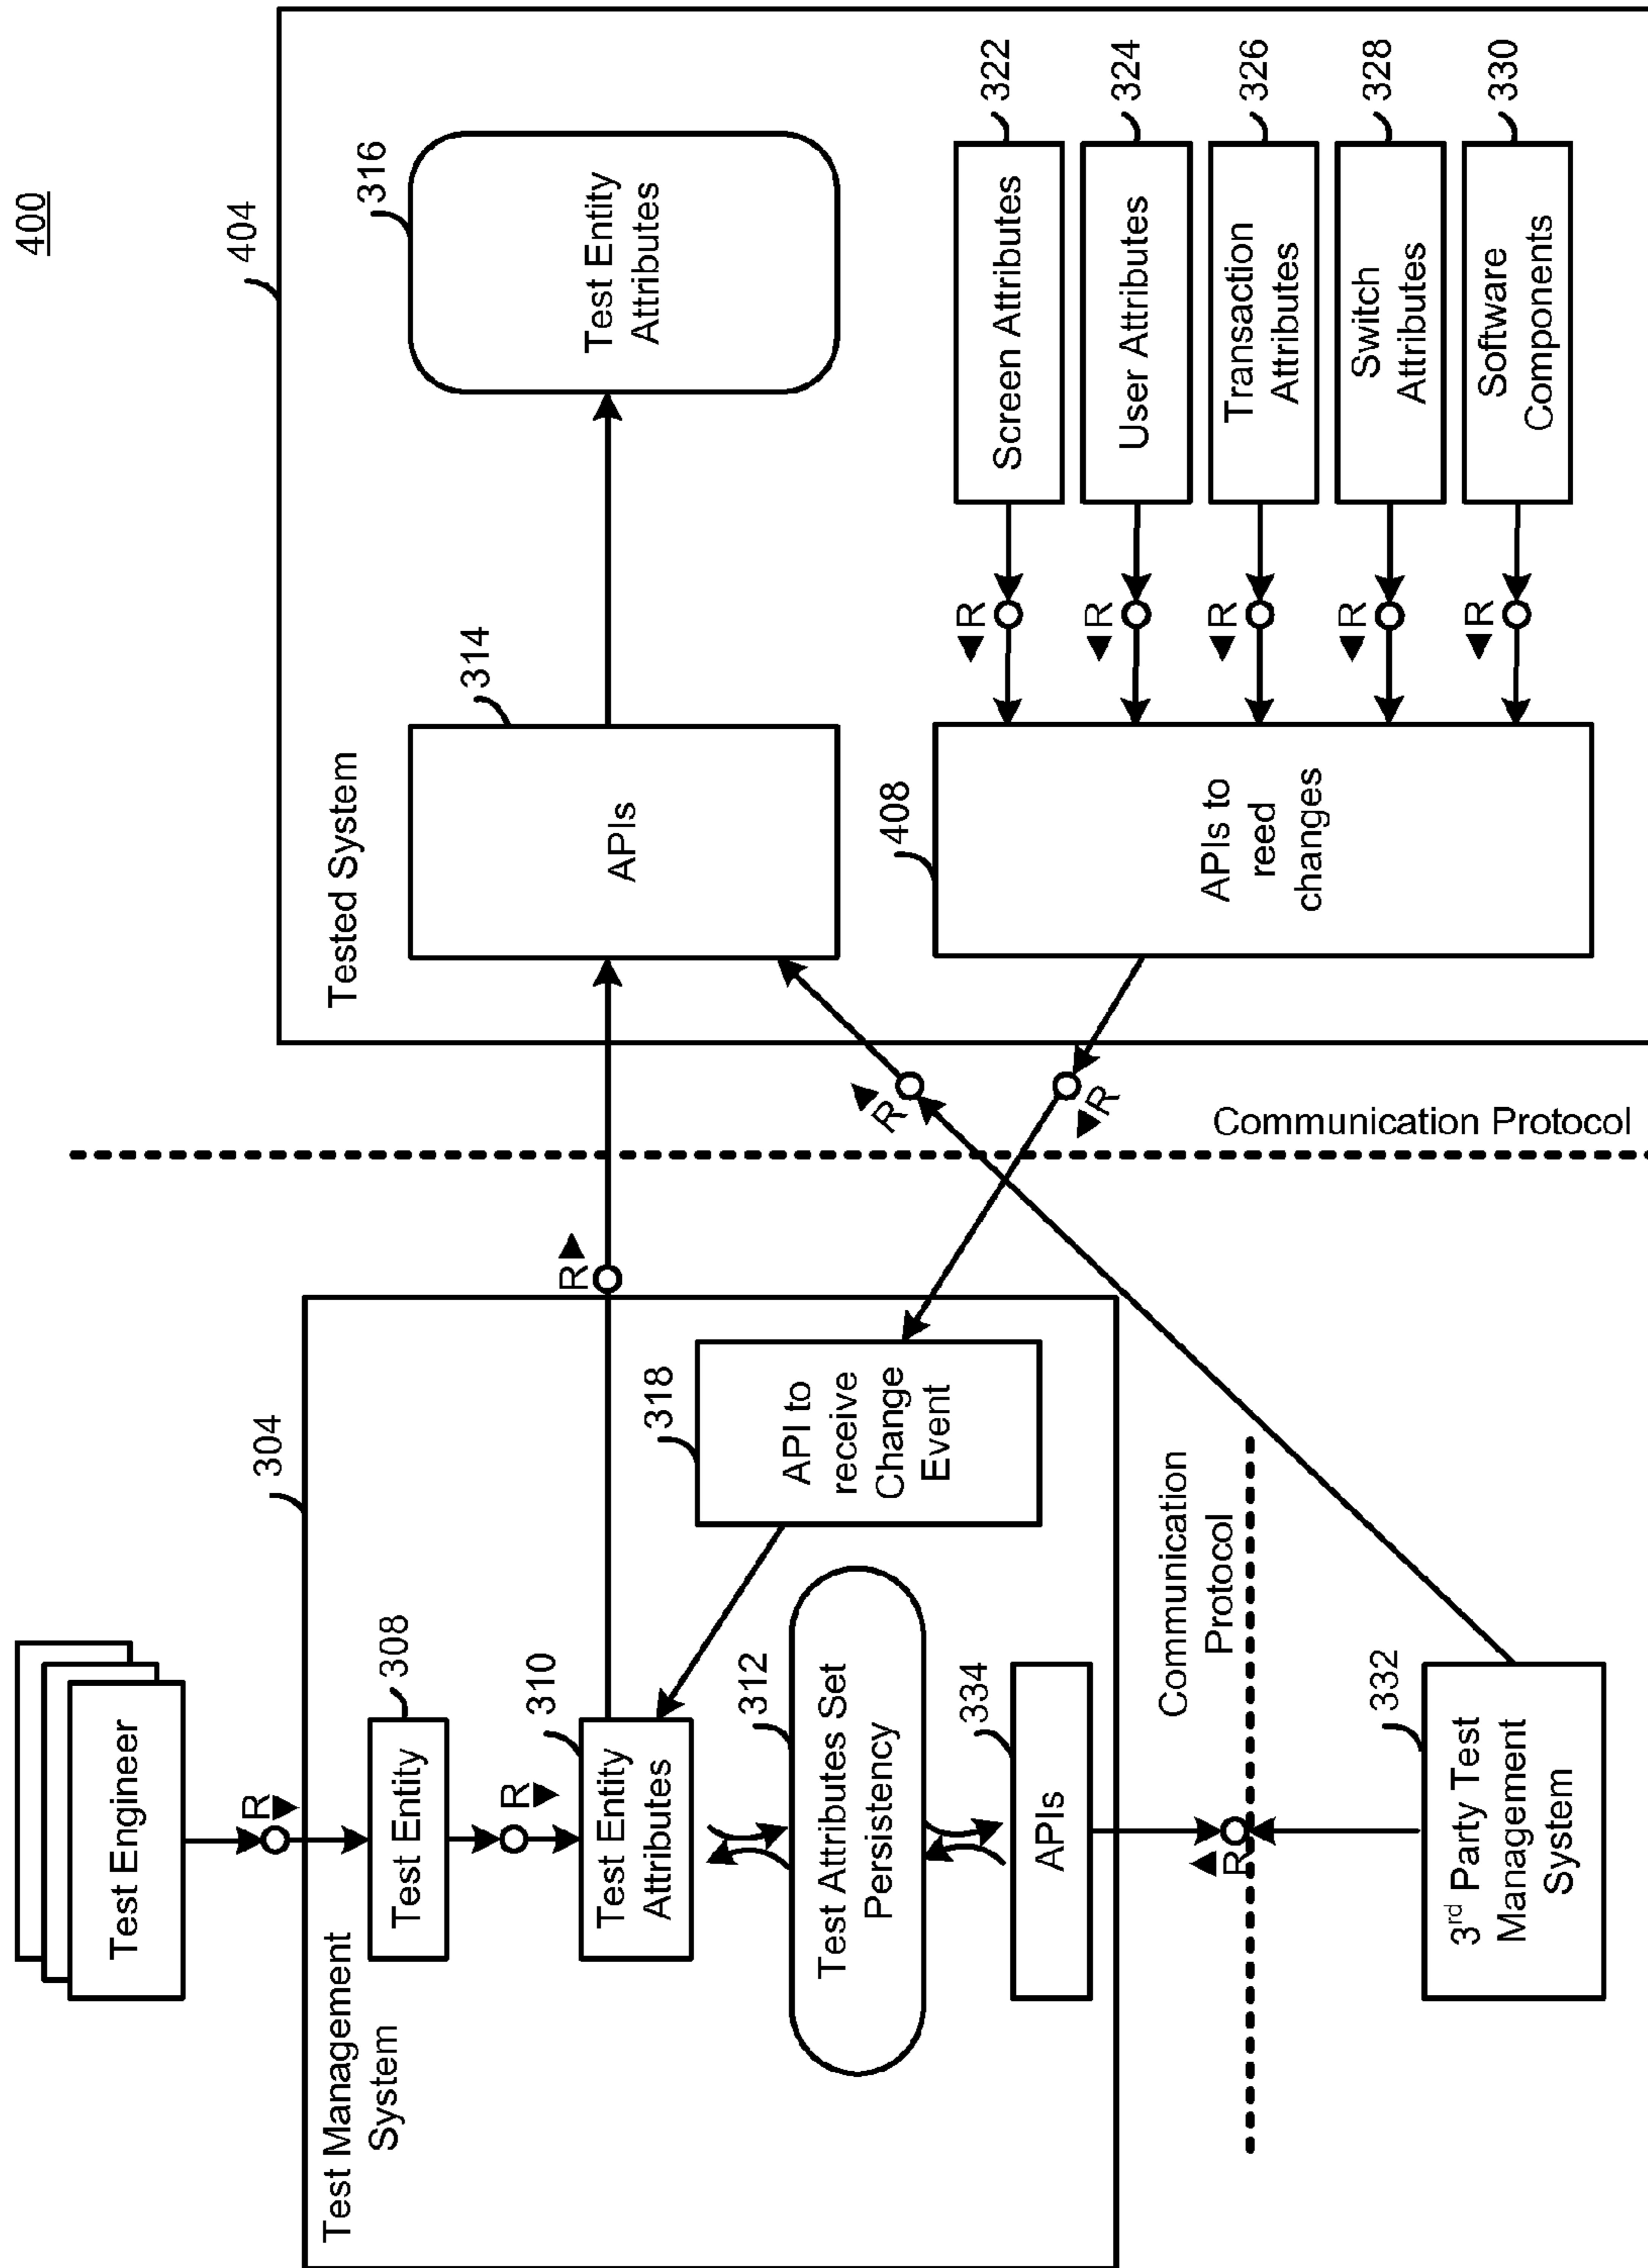 400
Test Engineer
R
304
Test Management
System
308
Test Entity
R
310
Test Entity
Attributes
312
Test Attributes Set
Persistency
334
APIs
318
API to
receive
Change
Event
R
R
Communication
Protocol
332
3rd Party Test
Management
System
R
R
Communication Protocol
404
Tested System
314
APIs
316
Test Entity
Attributes
408
APIs to
reed
changes
R
R
R
R
R
Screen Attributes
322
User Attributes
324
Transaction
Attributes
326
Switch
Attributes
328
Software
Components
330